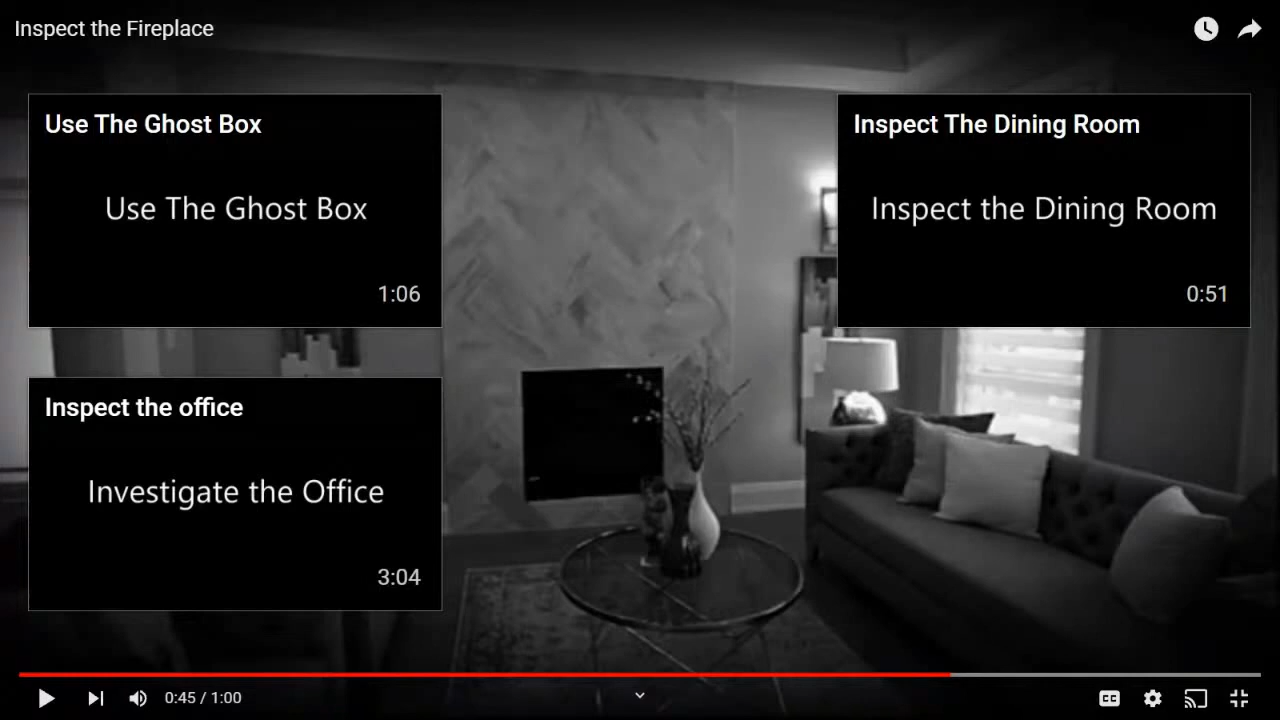 Inspect the Fireplace
Use The Ghost Box
Use The Ghost Box
1:06
Inspect The Dining Room
Inspect the Dining Room
0:51
Inspect the office
Investigate the Office
3:04
0:45 / 1:00
CC